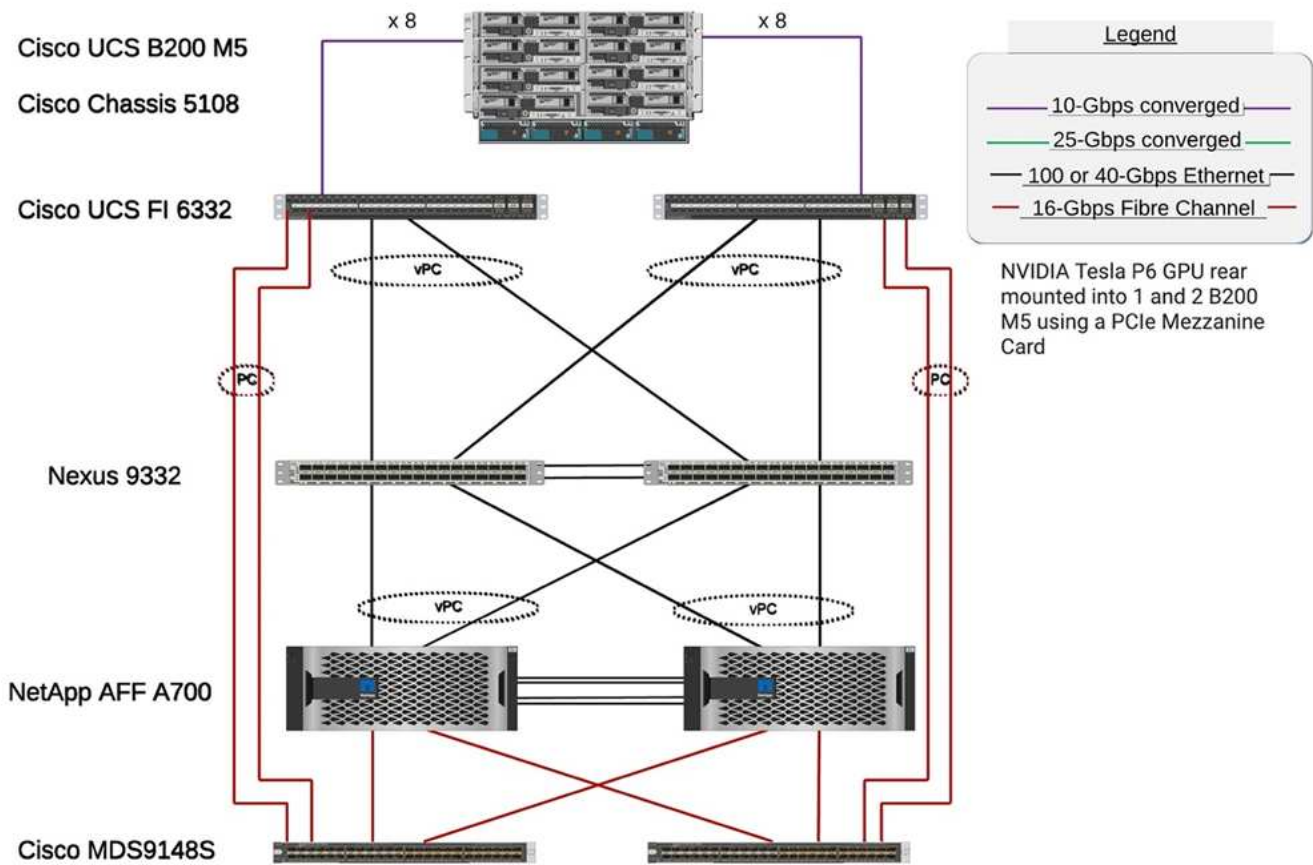 x 8
x 8
Cisco UCS B200 M5
Cisco Chassis 5108
Legend
10-Gbps converged
25-Gbps converged
100 or 40-Gbps Ethernet
16-Gbps Fibre Channel
Cisco UCS FI 6332
vPC
vPC
NVIDIA Tesla P6 GPU rear
mounted into 1 and 2 B200
M5 using a PCIe Mezzanine
Card
PC
PC
Nexus 9332
vPC
vPC
NetApp AFF A700
Cisco MDS9148S